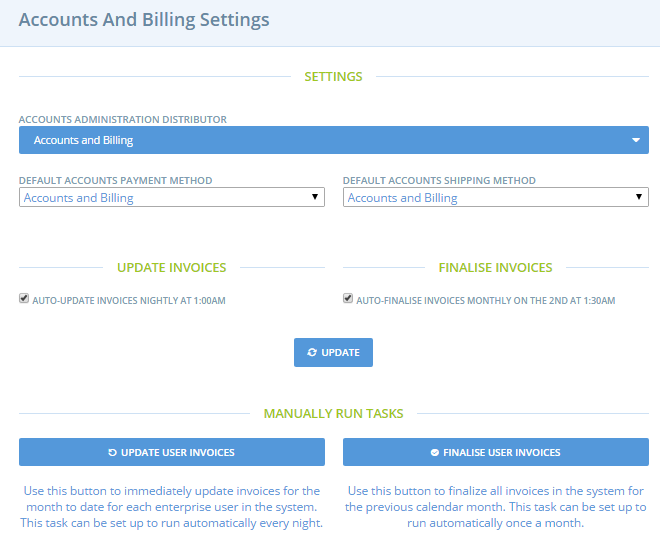 Accounts And Billing Settings
SETTINGS
ACCOUNTS ADMINISTRATION DISTRIBUTOR
Accounts and Billing
DEFAULT ACCOUNTS PAYMENT METHOD
Accounts and Billing
DEFAULT ACCOUNTS SHIPPING METHOD
Accounts and Billing
UPDATE INVOICES
AUTO-UPDATE INVOICES NIGHTLY AT 1:00AM
FINALISE INVOICES
AUTO-FINALISE INVOICES MONTHLY ON THE 2ND AT 1:30AM
UPDATE
MANUALLY RUN TASKS
UPDATE USER INVOICES
Use this button to immediately update invoices for the
month to date for each enterprise user in the system.
This task can be set up to run automatically every night.
FINALISE USER INVOICES
Use this button to finalize all invoices in the system for
the previous calendar month. This task can be set up to
run automatically once a month.